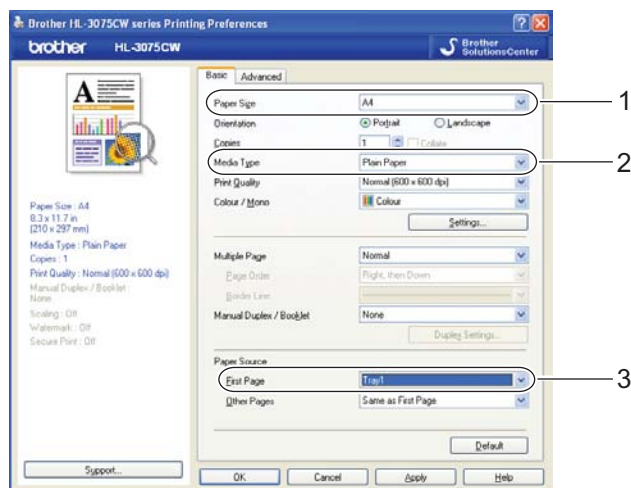 Brother HL-3075CW series Printing Preferences
brother HL-3075CW Brother SolutionsCenter
Basic Advanced
Paper Size A4 1
Orientation Portrait Landscape
Copies 1 Collate
Media Type Plain Paper 2
Print Quality Normal (600 x 600 dpi)
Colour / Mono Colour
Settings...
Multiple Page Normal
Page Order Right, then Down
Border Line
Manual Duplex / Booklet None
Duplex Settings...
Paper Source
First Page Tray1 3
Other Pages Same as First Page
Default
A
Paper Size : A4
8.3 x 11.7 in
(210 x 297 mm)
Media Type : Plain Paper
Copies : 1
Print Quality : Normal (600 x 600 dpi)
Manual Duplex / Booklet :
None
Scaling : Off
Watermark : Off
Secure Print : Off
Support... OK Cancel Apply Help